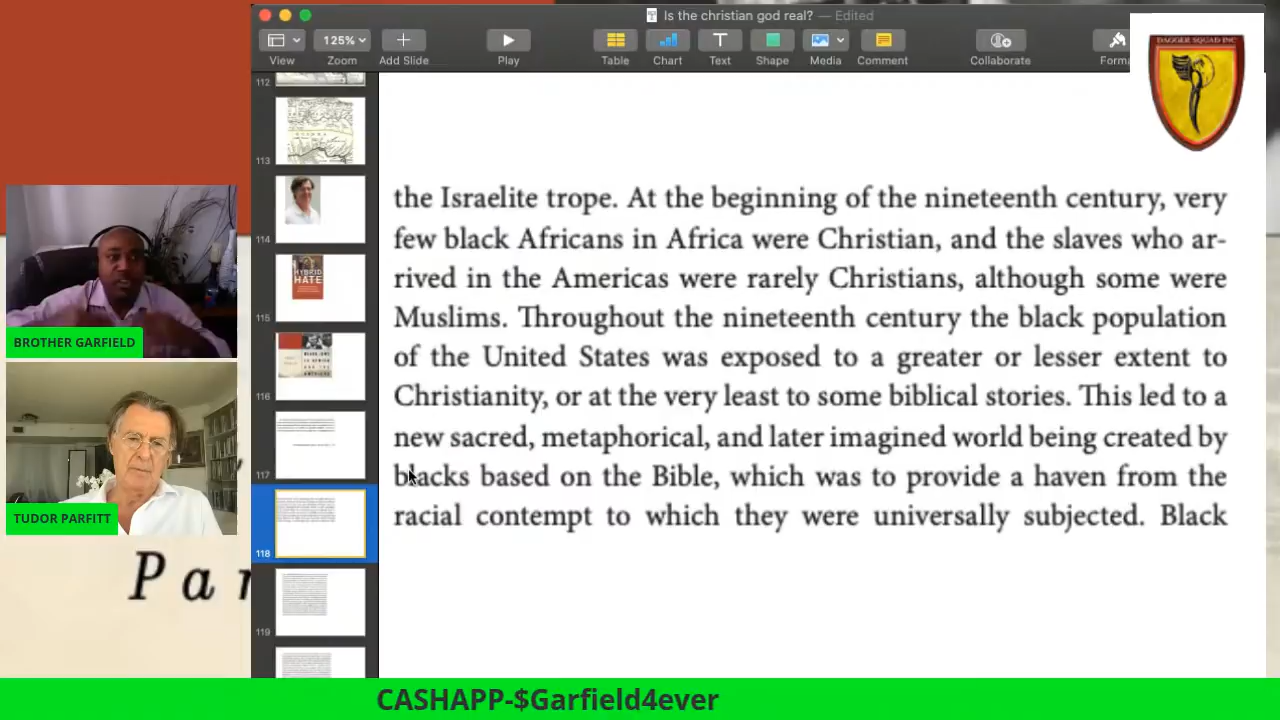 Is the christian god real? — Edited
125%
View Zoom Add Slide Play Table Chart Text Shape Media Comment Collaborate Forma
DAGGER SQUAD INC
112
113
114
HYBRID
HATE
115
116
117
118
119
the Israelite trope. At the beginning of the nineteenth century, very
few black Africans in Africa were Christian, and the slaves who ar-
rived in the Americas were rarely Christians, although some were
Muslims. Throughout the nineteenth century the black population
of the United States was exposed to a greater or lesser extent to
Christianity, or at the very least to some biblical stories. This led to a
new sacred, metaphorical, and later imagined world being created by
blacks based on the Bible, which was to provide a haven from the
racial contempt to which they were universally subjected. Black
BROTHER GARFIELD
TUDOR PARFITT
Par
CASHAPP-$Garfield4ever